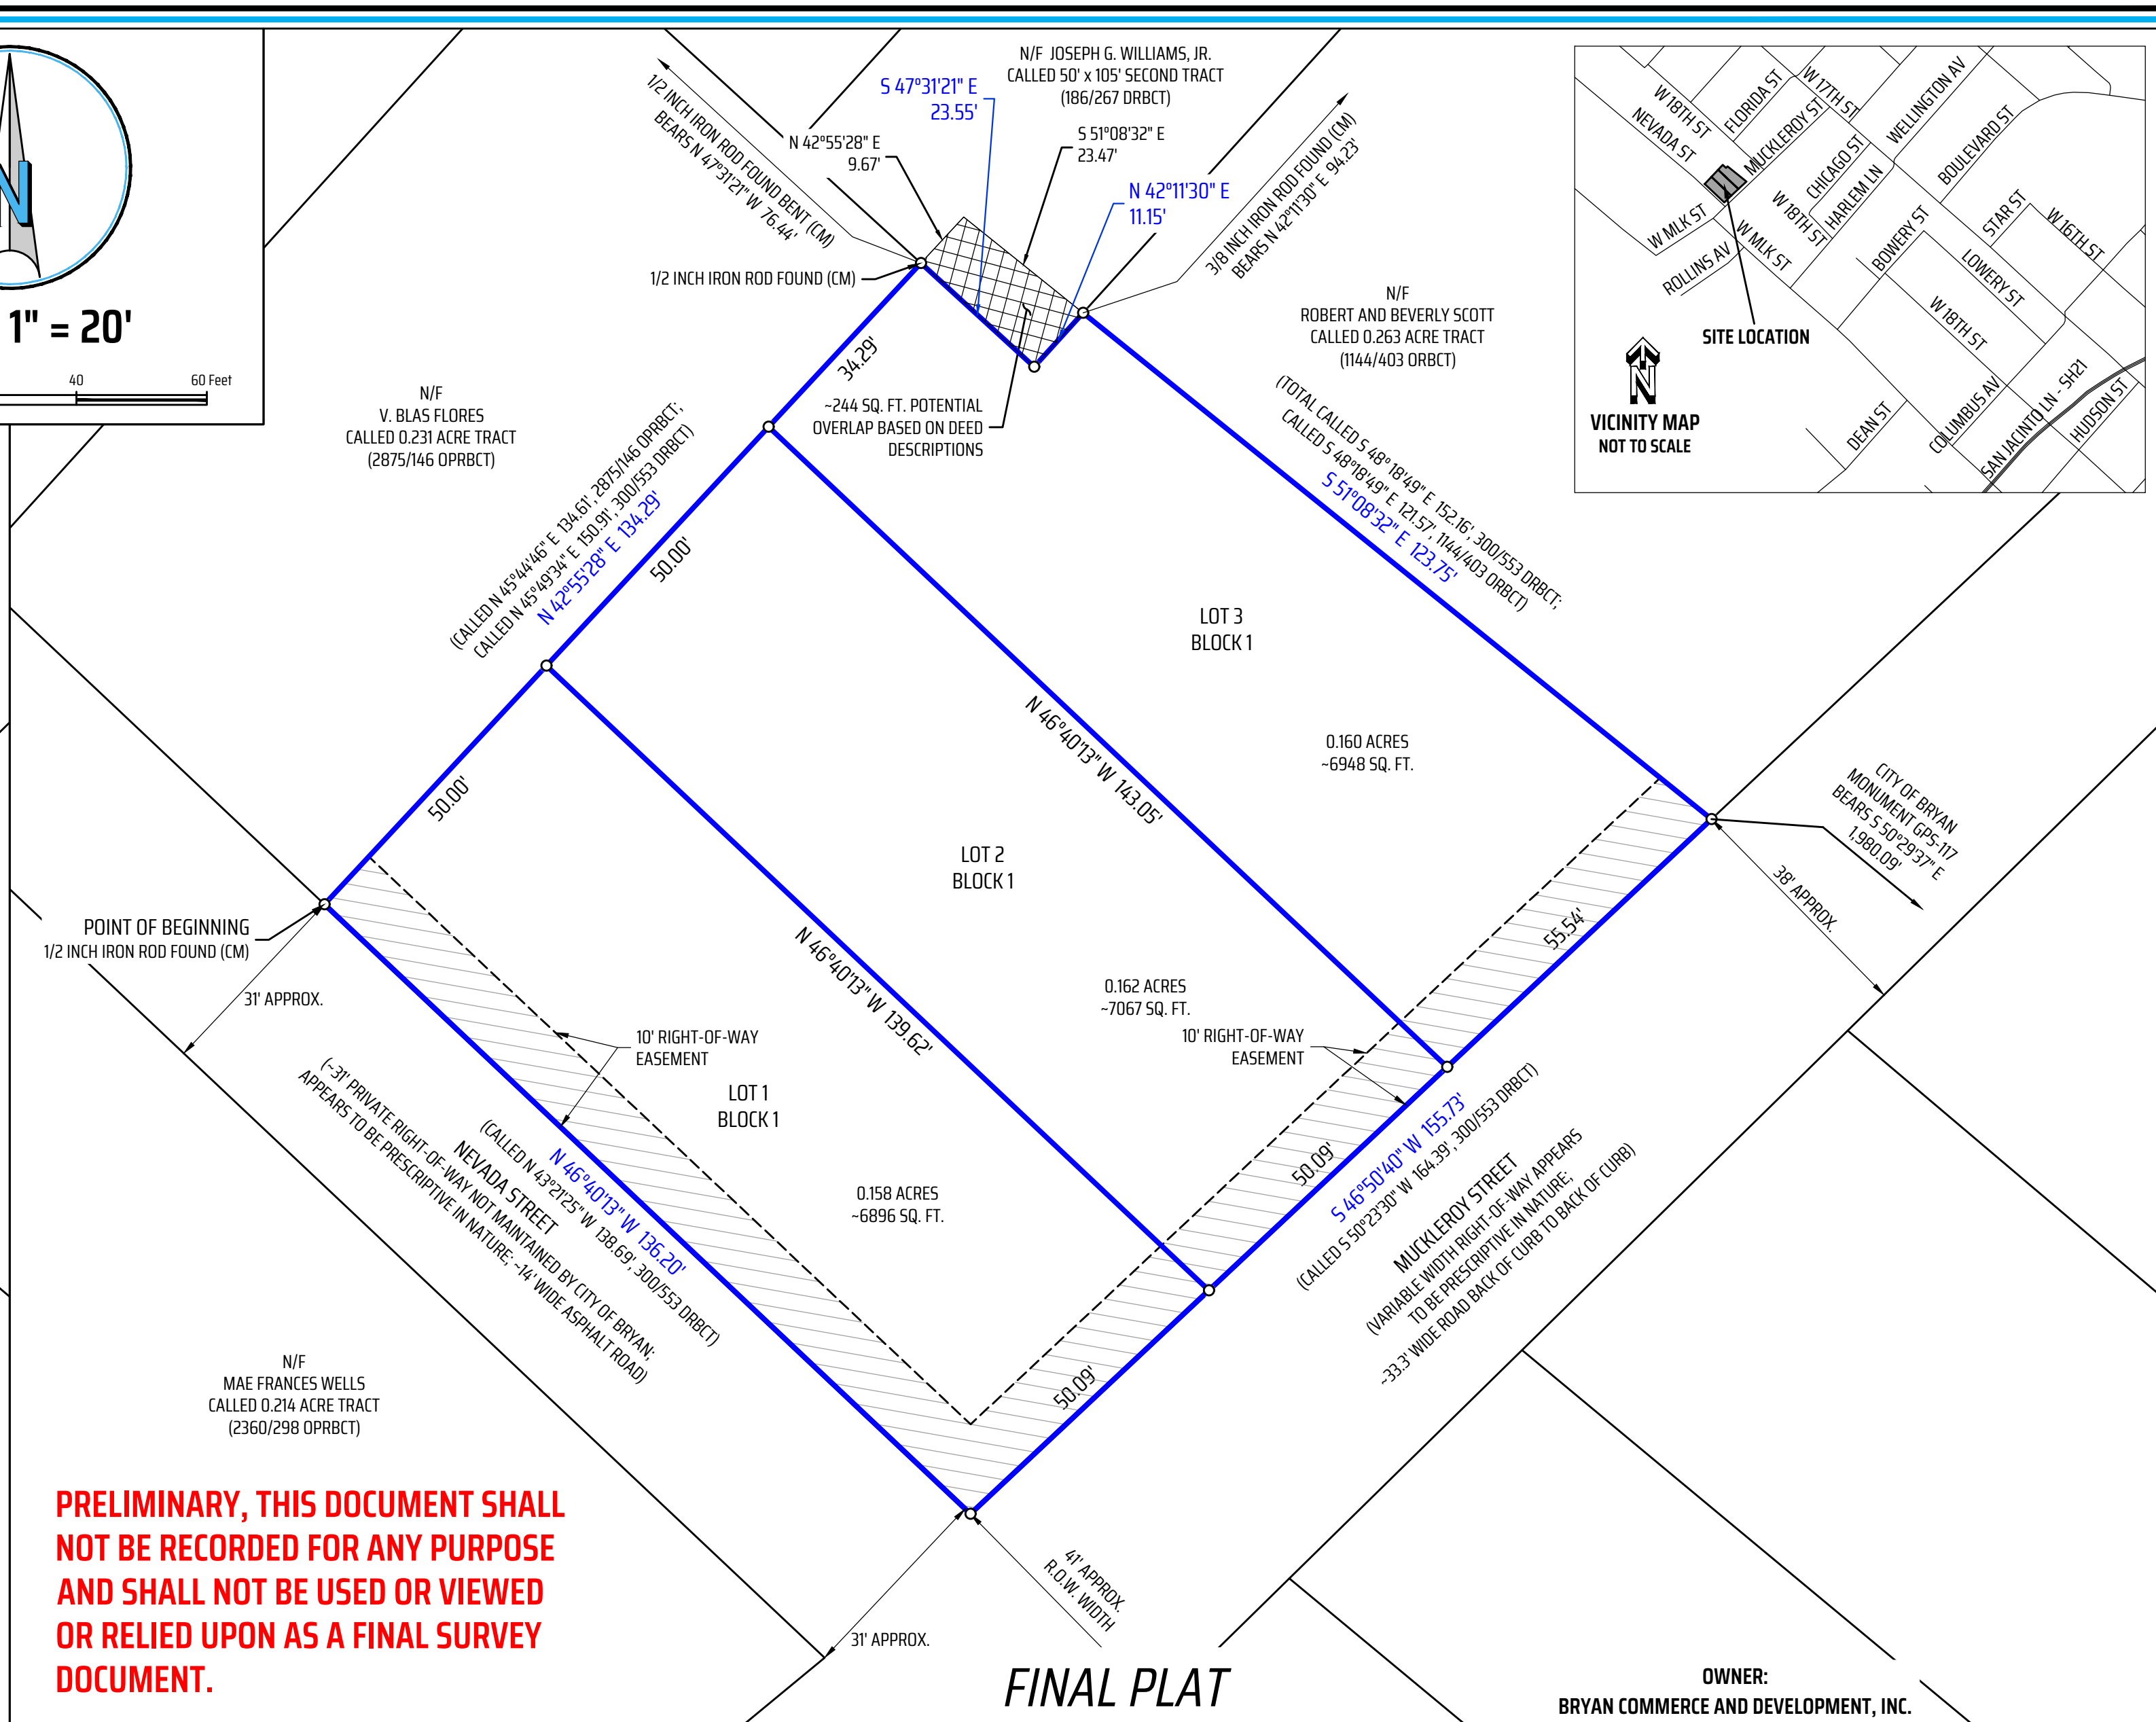 N
1" = 20'
40
60 Feet
N/F JOSEPH G. WILLIAMS, JR.
CALLED 50' x 105' SECOND TRACT
(186/267 DRBCT)
S 47°31'21" E
23.55'
1/2 INCH IRON ROD FOUND BENT (CM)
BEARS N 47°31'21" W 76.44'
N 42°55'28" E
9.67'
S 51°08'32" E
23.47'
N 42°11'30" E
11.15'
3/8 INCH IRON ROD FOUND (CM)
BEARS N 42°11'30" E 94.23'
1/2 INCH IRON ROD FOUND (CM)
N/F
ROBERT AND BEVERLY SCOTT
CALLED 0.263 ACRE TRACT
(1144/403 ORBCT)
W 18TH ST
NEVADA ST
FLORIDA ST
W 17TH ST
MUCKLEROY ST
WELLINGTON AV
CHICAGO ST
BOULEVARD ST
HARLEM LN
W 18TH ST
W MLK ST
W MLK ST
ROLLINS AV
BOWERY ST
STAR ST
W 16TH ST
LOWERY ST
W 18TH ST
SITE LOCATION
N
VICINITY MAP
NOT TO SCALE
DEAN ST
COLUMBUS AV
SAN JACINTO LN - SH21
HUDSON ST
34.29'
N/F
V. BLAS FLORES
CALLED 0.231 ACRE TRACT
(2875/146 OPRBCT)
~244 SQ. FT. POTENTIAL
OVERLAP BASED ON DEED
DESCRIPTIONS
(CALLED N 45°44'46" E 134.61', 2875/146 OPRBCT;
CALLED N 45°49'34" E 150.91', 300/553 DRBCT)
N 42°55'28" E 134.29'
50.00'
(TOTAL CALLED S 48°18'49" E 152.16', 300/553 DRBCT;
CALLED S 48°18'49" E 121.57', 1144/403 ORBCT)
S 51°08'32" E 123.75'
LOT 3
BLOCK 1
N 46°40'13" W 143.05'
0.160 ACRES
~6948 SQ. FT.
50.00'
LOT 2
BLOCK 1
CITY OF BRYAN
MONUMENT GPS-117
BEARS S 50°29'37" E
1,980.09'
38' APPROX.
55.54'
POINT OF BEGINNING
1/2 INCH IRON ROD FOUND (CM)
31' APPROX.
N 46°40'13" W 139.62'
0.162 ACRES
~7067 SQ. FT.
10' RIGHT-OF-WAY
EASEMENT
10' RIGHT-OF-WAY
EASEMENT
LOT 1
BLOCK 1
0.158 ACRES
~6896 SQ. FT.
N 46°40'13" W 136.20'
(CALLED N 43°21'25" W 138.69', 300/553 DRBCT)
NEVADA STREET
(~31' PRIVATE RIGHT-OF-WAY NOT MAINTAINED BY CITY OF BRYAN;
APPEARS TO BE PRESCRIPTIVE IN NATURE; ~14' WIDE ASPHALT ROAD)
50.09'
S 46°50'40" W 155.73'
(CALLED S 50°23'30" W 164.39', 300/553 DRBCT)
MUCKLEROY STREET
(VARIABLE WIDTH RIGHT-OF-WAY APPEARS
TO BE PRESCRIPTIVE IN NATURE;
~33.3' WIDE ROAD BACK OF CURB TO BACK OF CURB)
50.09'
N/F
MAE FRANCES WELLS
CALLED 0.214 ACRE TRACT
(2360/298 OPRBCT)
PRELIMINARY, THIS DOCUMENT SHALL
NOT BE RECORDED FOR ANY PURPOSE
AND SHALL NOT BE USED OR VIEWED
OR RELIED UPON AS A FINAL SURVEY
DOCUMENT.
41' APPROX.
R.O.W. WIDTH
31' APPROX.
FINAL PLAT
OWNER:
BRYAN COMMERCE AND DEVELOPMENT, INC.